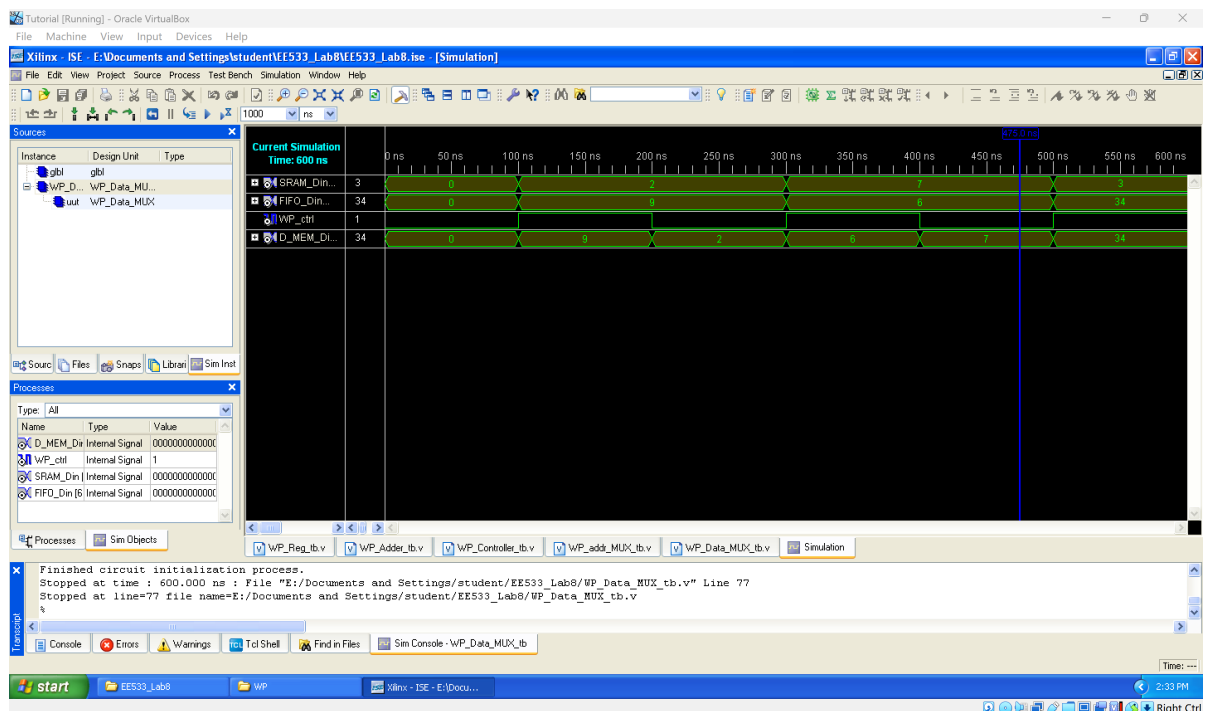 Tutorial [Running] - Oracle VirtualBox
File Machine View Input Devices Help
Xilinx - ISE - E:\Documents and Settings\student\EE533_Lab8\EE533_Lab8.ise - [Simulation]
File Edit View Project Source Process Test Bench Simulation Window Help
1000 ns
Sources
Instance Design Unit Type
glbl glbl
WP_D... WP_Data_MU...
uut WP_Data_MUX
Sourc Files Snaps Librari Sim Inst
Processes
Type: All
Name Type Value
D_MEM_Dir Internal Signal 0000000000000
WP_ctrl Internal Signal 1
SRAM_Din [ Internal Signal 0000000000000
FIFO_Din [6 Internal Signal 0000000000000
Processes Sim Objects
475.0 ns
Current Simulation
Time: 600 ns
0 ns 50 ns 100 ns 150 ns 200 ns 250 ns 300 ns 350 ns 400 ns 450 ns 500 ns 550 ns 600 ns
SRAM_Din... 3 0 2 7 3
FIFO_Din... 34 0 9 6 34
WP_ctrl 1
D_MEM_Di... 34 0 9 2 6 7 34
WP_Reg_tb.v WP_Adder_tb.v WP_Controller_tb.v WP_addr_MUX_tb.v WP_Data_MUX_tb.v Simulation
Finished circuit initialization process.
Stopped at time : 600.000 ns : File "E:/Documents and Settings/student/EE533_Lab8/WP_Data_MUX_tb.v" Line 77
Stopped at line=77 file name=E:/Documents and Settings/student/EE533_Lab8/WP_Data_MUX_tb.v
%
Transcript
Console Errors Warnings Tcl Shell Find in Files Sim Console - WP_Data_MUX_tb
Time: ---
start EE533_Lab8 WP Xilinx - ISE - E:\Docu... 2:33 PM
Right Ctrl